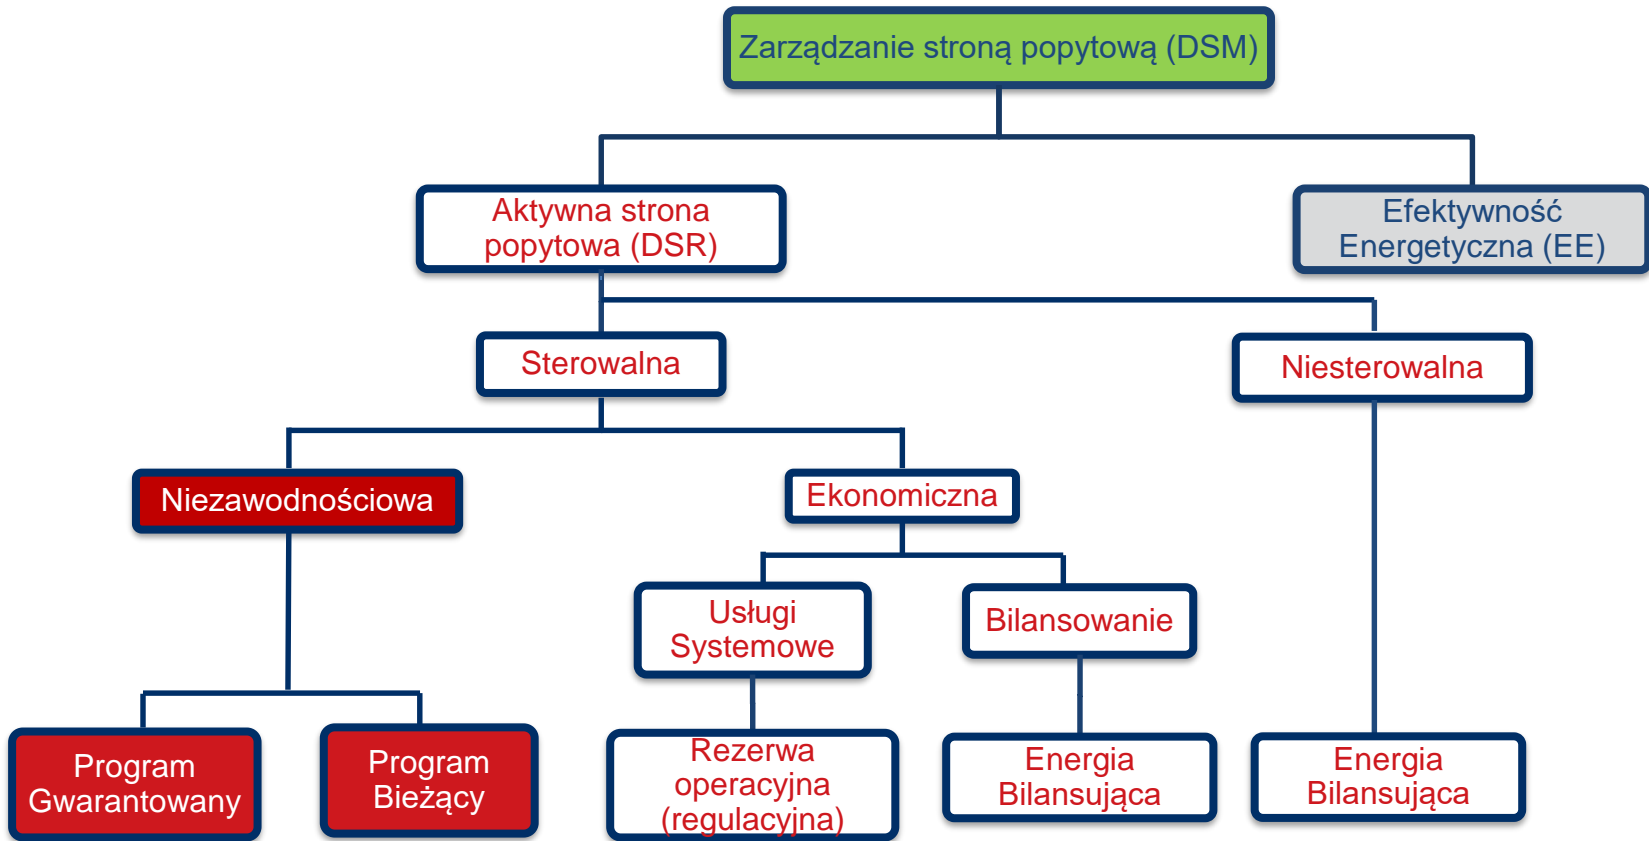 Zarządzanie stroną popytową (DSM)
Aktywna strona
popytowa (DSR)
Efektywność
Energetyczna (EE)
Sterowalna
Niesterowalna
Niezawodnościowa
Ekonomiczna
Usługi
Systemowe
Bilansowanie
Program
Gwarantowany
Program
Bieżący
Rezerwa
operacyjna
(regulacyjna)
Energia
Bilansująca
Energia
Bilansująca